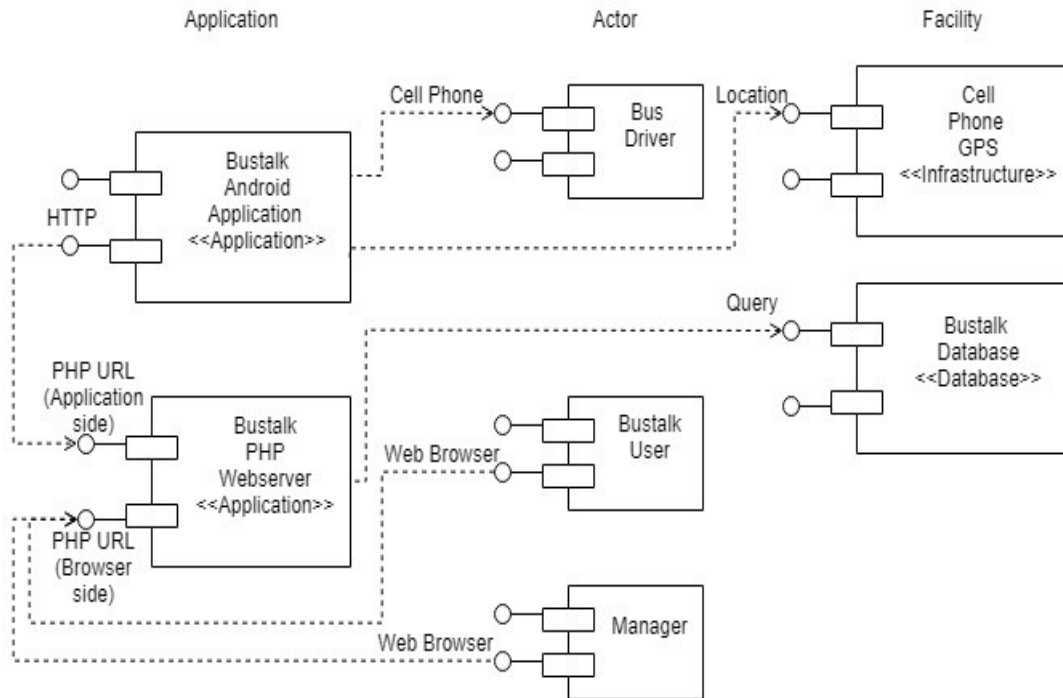 Application
Actor
Facility
Cell Phone
Bus
Driver
Location
Cell
Phone
GPS
<<Infrastructure>>
Bustalk
Android
Application
<<Application>>
HTTP
Query
Bustalk
Database
<<Database>>
PHP URL
(Application
side)
Bustalk
PHP
Webserver
<<Application>>
Web Browser
Bustalk
User
PHP URL
(Browser
side)
Web Browser
Manager